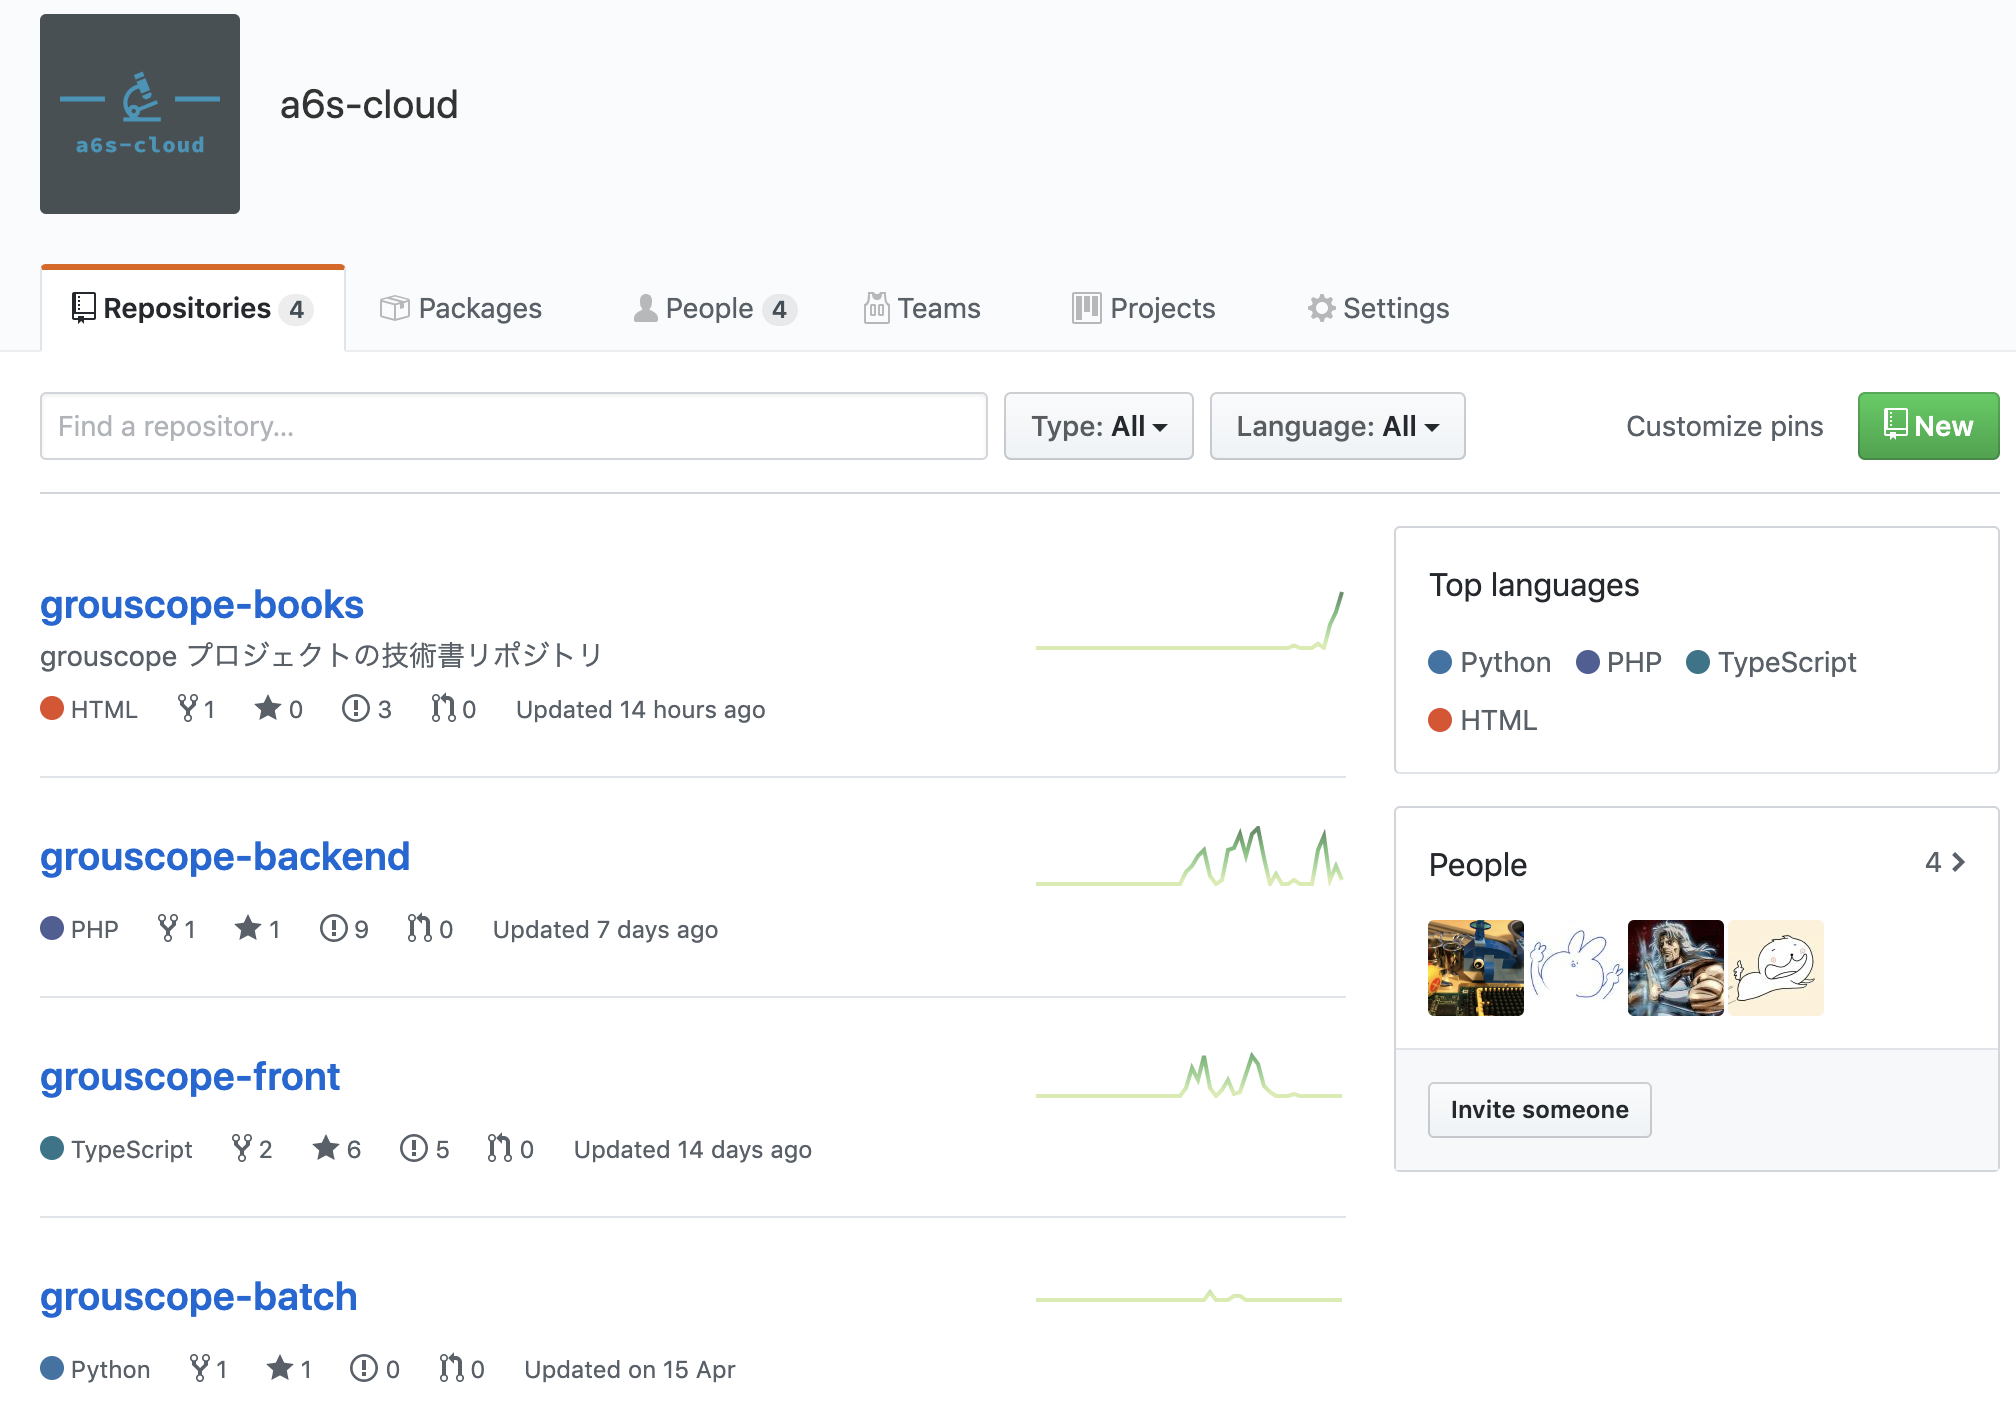 a6s-cloud
a6s-cloud
Repositories 4
Packages
People 4
Teams
Projects
Settings
Find a repository...
Type: All
Language: All
Customize pins
New
grouscope-books
grouscope プロジェクトの技術書リポジトリ
HTML 1 0 3 0 Updated 14 hours ago
grouscope-backend
PHP 1 1 9 0 Updated 7 days ago
grouscope-front
TypeScript 2 6 5 0 Updated 14 days ago
grouscope-batch
Python 1 1 0 0 Updated on 15 Apr
Top languages
Python PHP TypeScript
HTML
People 4
Invite someone